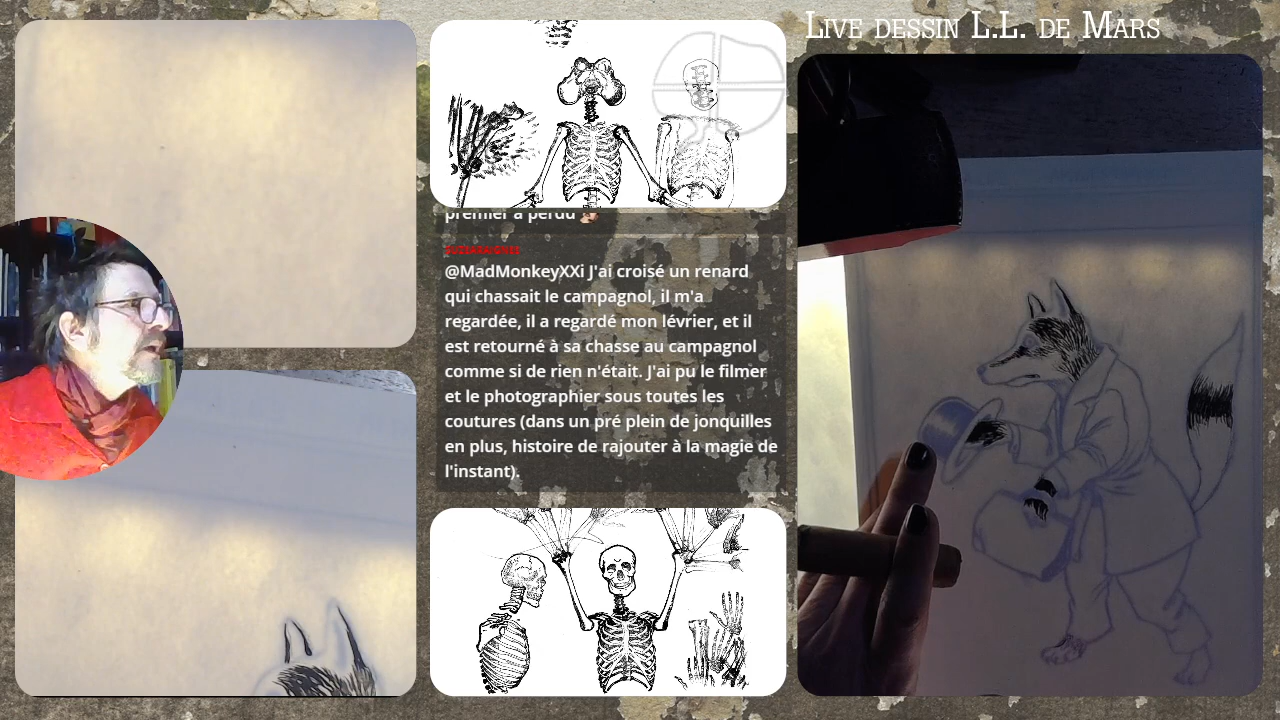 Live dessin L.L. de Mars
premier a perdu
@MadMonkeyXXi J'ai croisé un renard
qui chassait le campagnol, il m'a
regardée, il a regardé mon lévrier, et il
est retourné à sa chasse au campagnol
comme si de rien n'était. J'ai pu le filmer
et le photographier sous toutes les
coutures (dans un pré plein de jonquilles
en plus, histoire de rajouter à la magie de
l'instant).